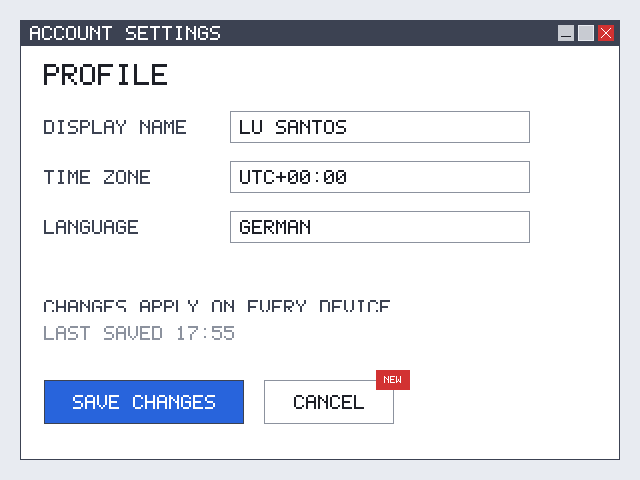 ACCOUNT SETTINGS
PROFILE
DISPLAY NAME LU SANTOS
TIME ZONE UTC+00:00
LANGUAGE GERMAN
CHANGES APPLY ON EVERY DEVICE
LAST SAVED 17:55
NEW
SAVE CHANGES CANCEL